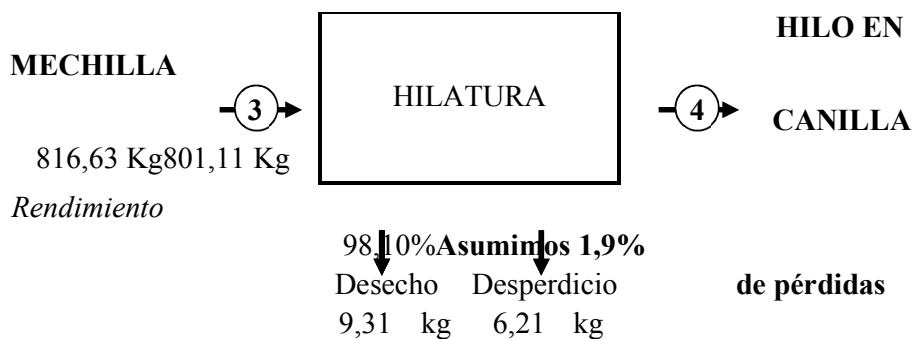 HILO EN
MECHILLA
3 HILATURA 4
CANILLA
816,63 Kg801,11 Kg
Rendimiento
98,10%Asumimos 1,9%
Desecho Desperdicio de pérdidas
9,31 kg 6,21 kg